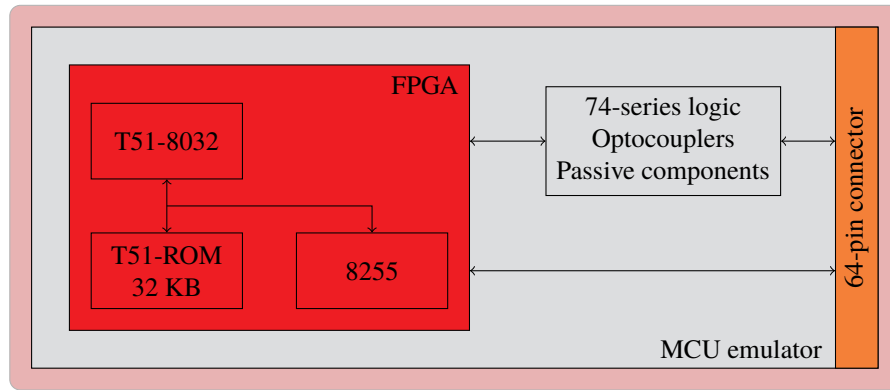 FPGA
T51-8032
T51-ROM
32 KB
8255
74-series logic
Optocouplers
Passive components
64-pin connector
MCU emulator